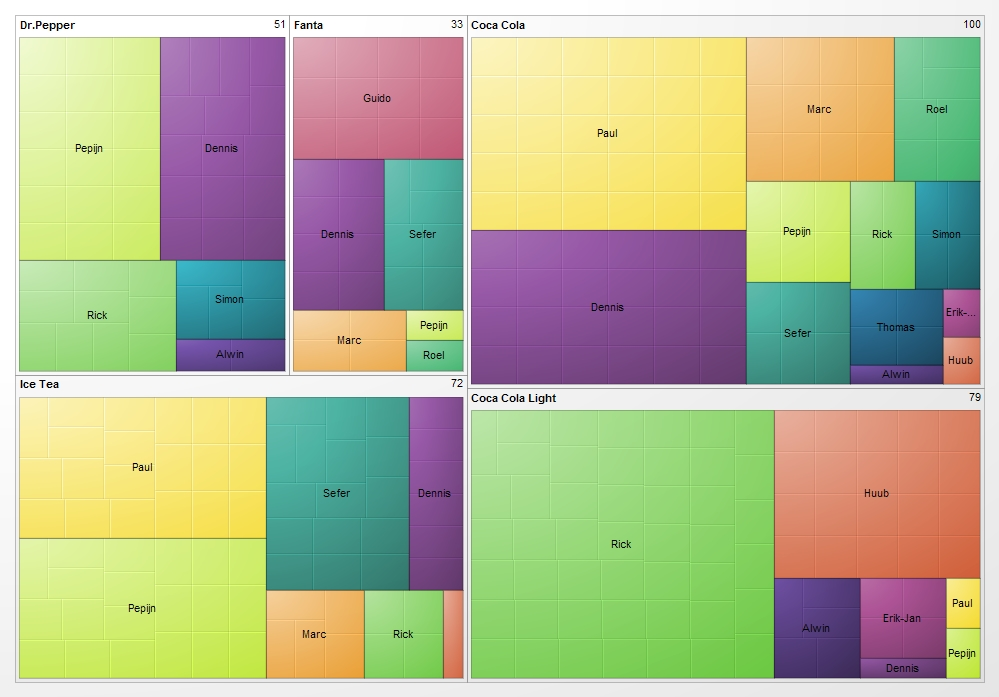 Dr.Pepper 51
Pepijn
Dennis
Rick
Simon
Alwin
Fanta 33
Guido
Dennis
Sefer
Marc
Pepijn
Roel
Coca Cola 100
Paul
Marc
Roel
Dennis
Pepijn
Rick
Simon
Sefer
Thomas
Erik-...
Huub
Alwin
Ice Tea 72
Paul
Sefer
Dennis
Pepijn
Marc
Rick
Coca Cola Light 79
Rick
Huub
Alwin
Erik-Jan
Paul
Pepijn
Dennis